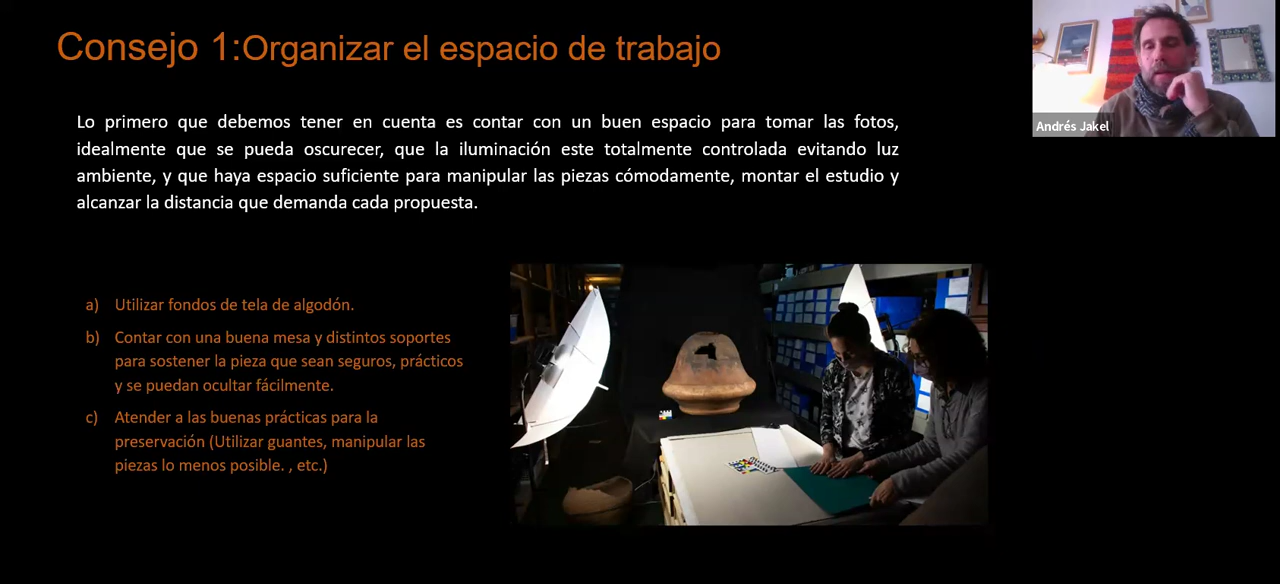 Consejo 1:Organizar el espacio de trabajo
Lo primero que debemos tener en cuenta es contar con un buen espacio para tomar las fotos,
idealmente que se pueda oscurecer, que la iluminación este totalmente controlada evitando luz
ambiente, y que haya espacio suficiente para manipular las piezas cómodamente, montar el estudio y
alcanzar la distancia que demanda cada propuesta.
a) Utilizar fondos de tela de algodón.
b) Contar con una buena mesa y distintos soportes
para sostener la pieza que sean seguros, prácticos
y se puedan ocultar fácilmente.
c) Atender a las buenas prácticas para la
preservación (Utilizar guantes, manipular las
piezas lo menos posible. , etc.)
Andrés Jakel